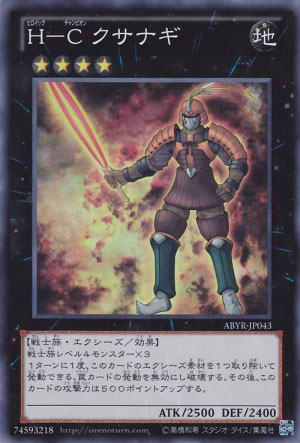 ヒロイック チャンピオン
H－C クサナギ
地
ABYR-JP043
【戦士族・エクシーズ／効果】
戦士族レベル4モンスター×3
1ターンに1度、このカードのエクシーズ素材を1つ取り除いて
発動できる。罠カードの発動を無効にし破壊する。その後、この
カードの攻撃力は500ポイントアップする。
ATK/2500 DEF/2400
74593218 http://orenoturn.com/ ©高橋和希 スタジオ・ダイス/集英社